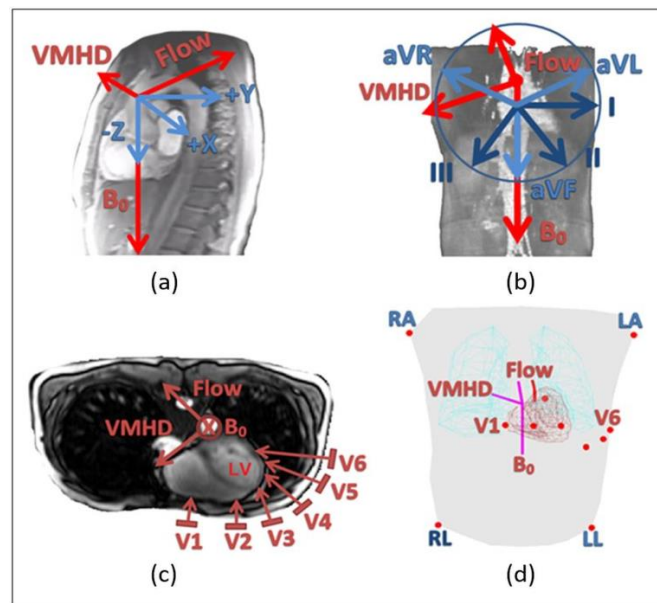 VMHD
Flow
+Y
-Z
+X
B₀
(a)
aVR
Flow
aVL
VMHD
I
III
II
aVF
B₀
(b)
Flow
VMHD
B₀
LV
V6
V5
V4
V3
V2
V1
(c)
RA
LA
Flow
VMHD
V1
V6
B₀
RL
LL
(d)